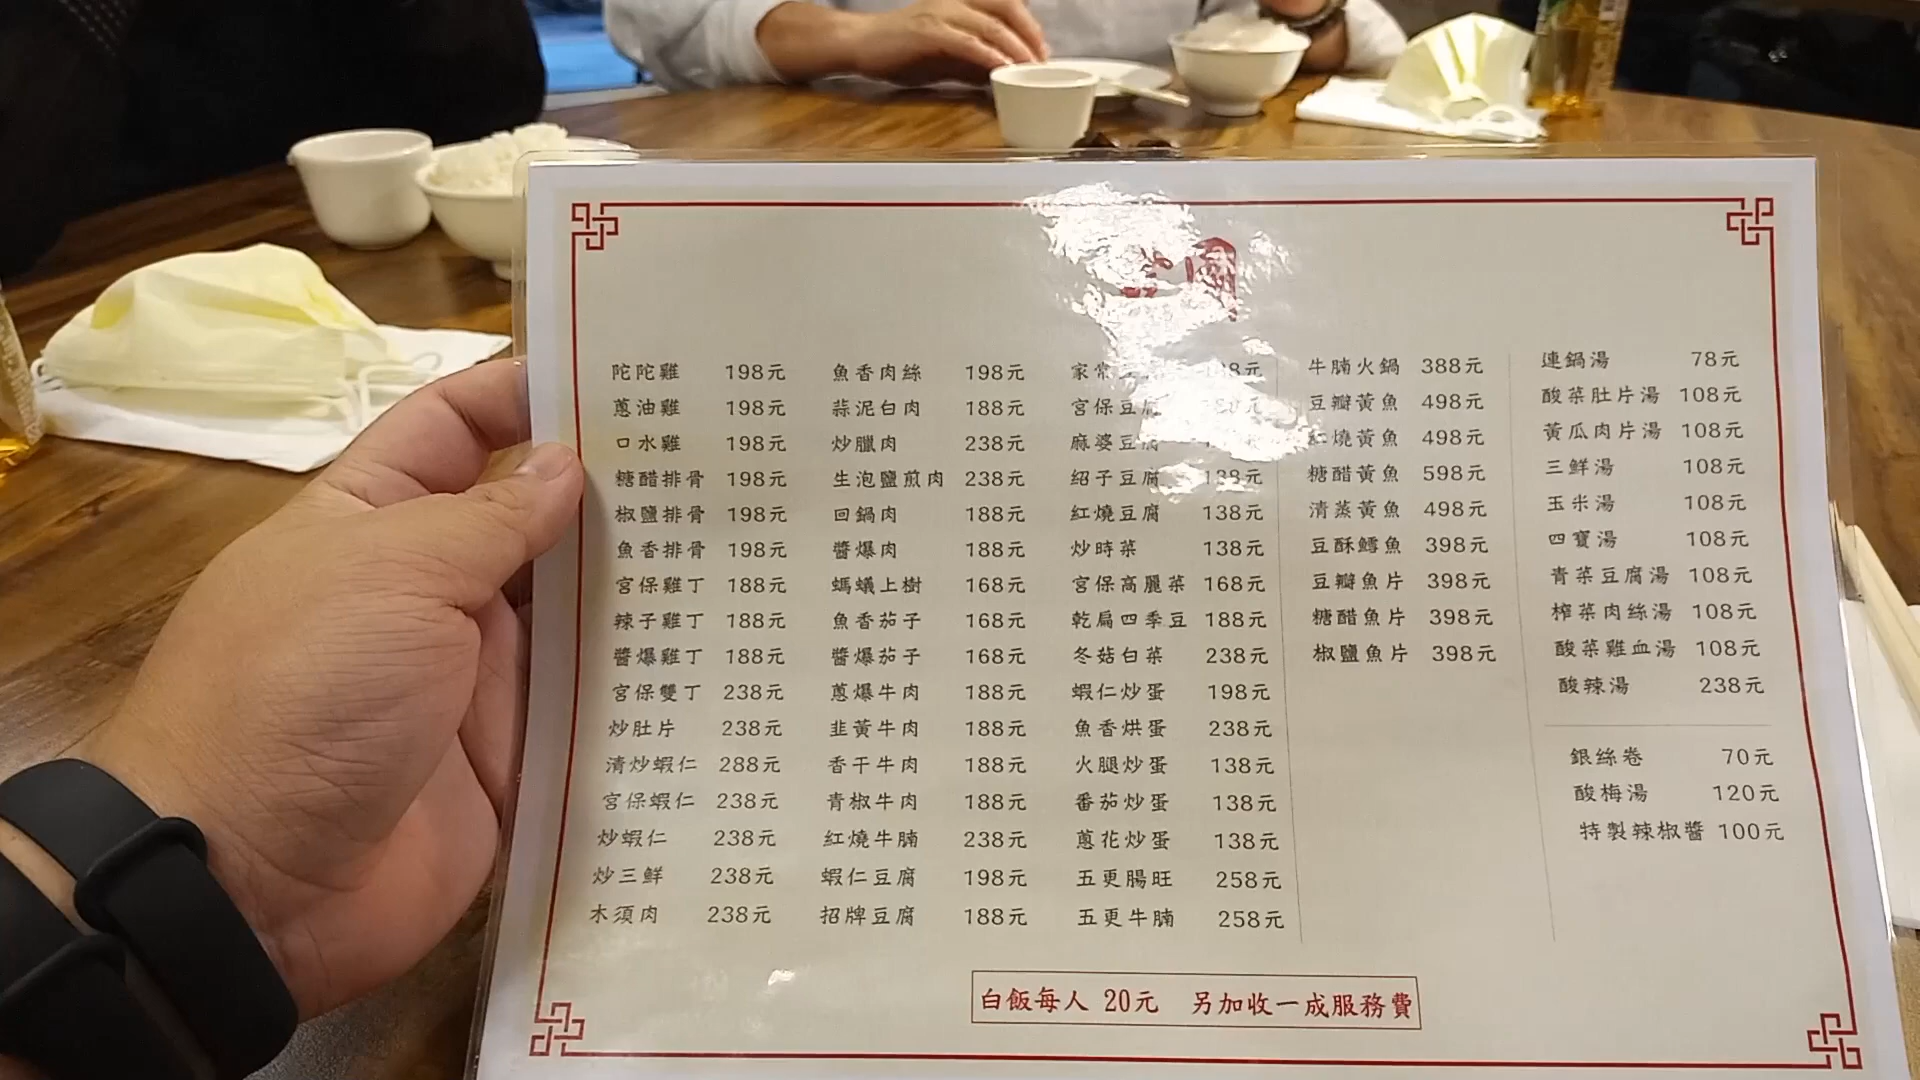 園
陀陀雞 198元
蔥油雞 198元
口水雞 198元
糖醋排骨 198元
椒鹽排骨 198元
魚香排骨 198元
宮保雞丁 188元
辣子雞丁 188元
醬爆雞丁 188元
宮保雙丁 238元
炒肚片 238元
清炒蝦仁 288元
宮保蝦仁 238元
炒蝦仁 238元
炒三鮮 238元
木須肉 238元
魚香肉絲 198元
蒜泥白肉 188元
炒臘肉 238元
生泡鹽煎肉 238元
回鍋肉 188元
醬爆肉 188元
螞蟻上樹 168元
魚香茄子 168元
醬爆茄子 168元
蔥爆牛肉 188元
韭黃牛肉 188元
香干牛肉 188元
青椒牛肉 188元
紅燒牛腩 238元
蝦仁豆腐 198元
招牌豆腐 188元
家常豆腐
宮保豆腐
麻婆豆腐
紹子豆腐 138元
紅燒豆腐 138元
炒時菜 138元
宮保高麗菜 168元
乾扁四季豆 188元
冬菇白菜 238元
蝦仁炒蛋 198元
魚香烘蛋 238元
火腿炒蛋 138元
番茄炒蛋 138元
蔥花炒蛋 138元
五更腸旺 258元
五更牛腩 258元
牛腩火鍋 388元
豆瓣黃魚 498元
紅燒黃魚 498元
糖醋黃魚 598元
清蒸黃魚 498元
豆酥鱈魚 398元
豆瓣魚片 398元
糖醋魚片 398元
椒鹽魚片 398元
連鍋湯 78元
酸菜肚片湯 108元
黃瓜肉片湯 108元
三鮮湯 108元
玉米湯 108元
四寶湯 108元
青菜豆腐湯 108元
榨菜肉絲湯 108元
酸菜雞血湯 108元
酸辣湯 238元
銀絲卷 70元
酸梅湯 120元
特製辣椒醬 100元
白飯每人 20元 另加收一成服務費